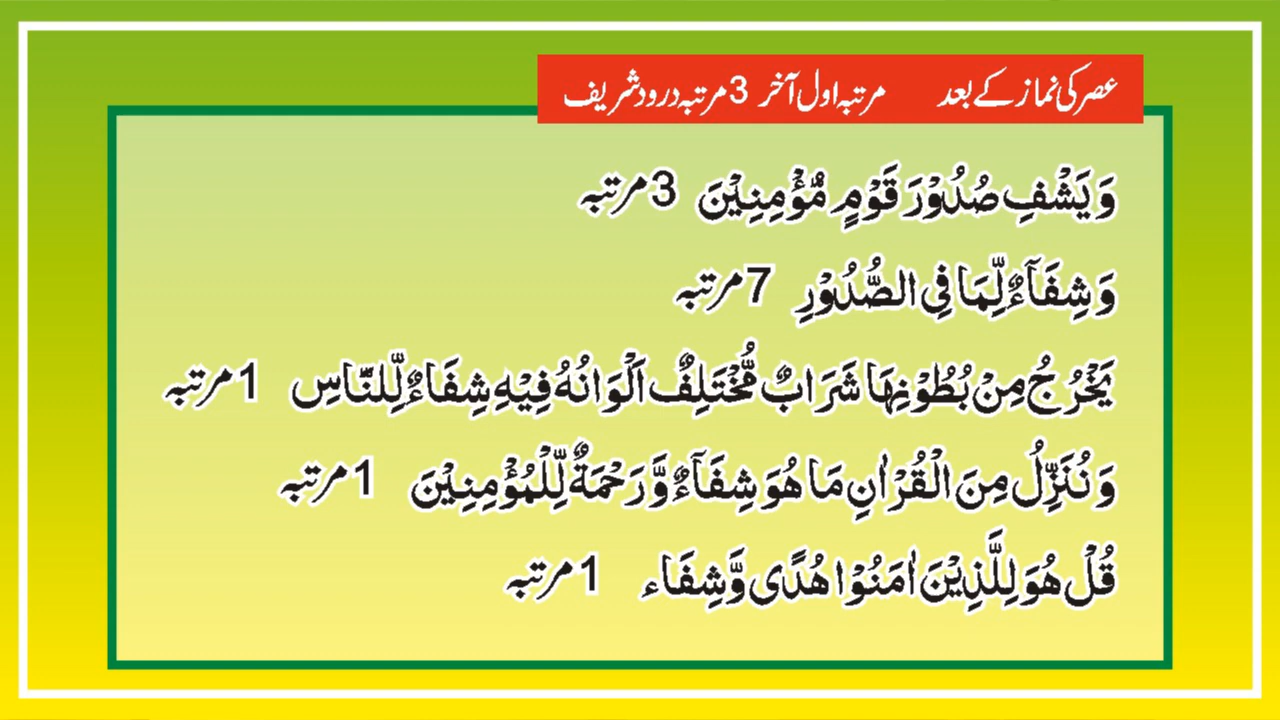 عصر کی نماز کے بعد مرتبہ اول آخر 3 مرتبہ درود شریف
وَيَشْفِ صُدُوْرَ قَوْمٍ مُّؤْمِنِيْنَ 3 مرتبہ
وَشِفَآءٌ لِّمَا فِى الصُّدُوْرِ 7 مرتبہ
يَخْرُجُ مِنْ بُطُوْنِهَا شَرَابٌ مُّخْتَلِفٌ اَلْوَانُهُ فِيْهِ شِفَاءٌ لِّلنَّاسِ 1 مرتبہ
وَنُنَزِّلُ مِنَ الْقُرْاٰنِ مَا هُوَ شِفَآءٌ وَّرَحْمَةٌ لِّلْمُؤْمِنِيْنَ 1 مرتبہ
قُلْ هُوَ لِلَّذِيْنَ اٰمَنُوْا هُدًى وَّشِفَاء 1 مرتبہ